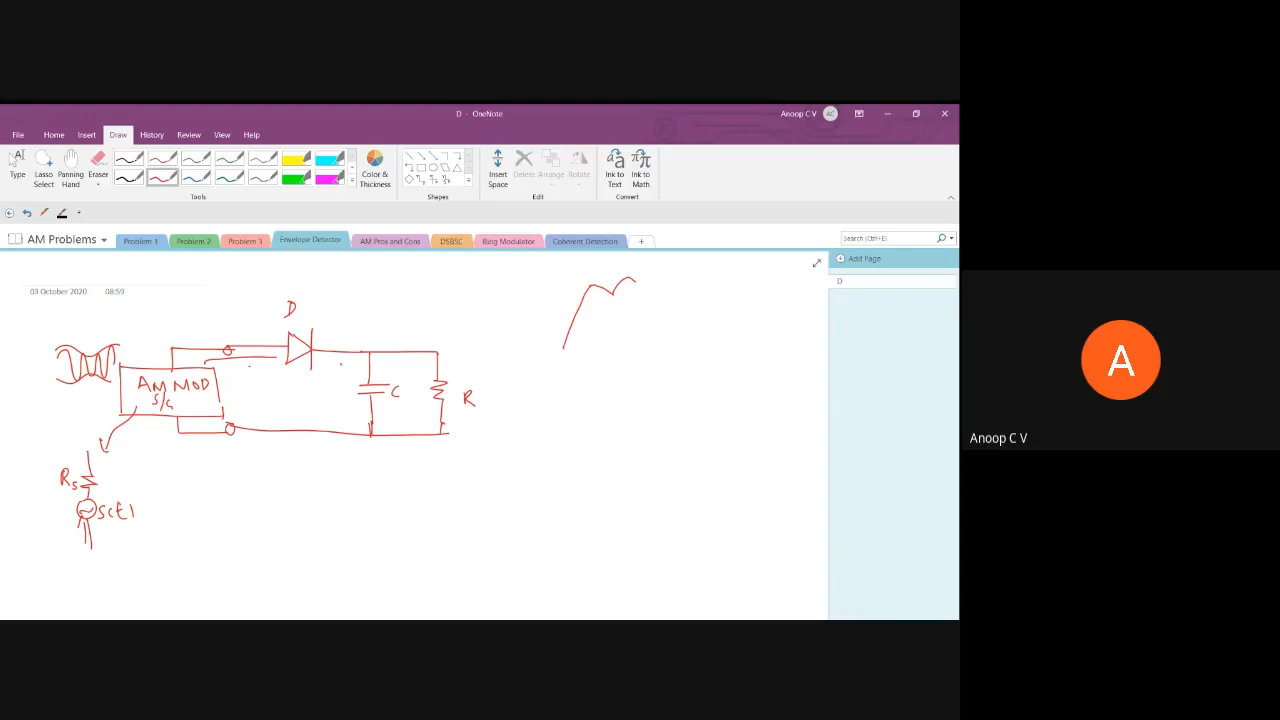 D - OneNote
Anoop C V
AC
File Home Insert Draw History Review View Help
Type
Lasso Select
Panning Hand
Eraser
Color & Thickness
Insert Space
Delete
Arrange
Rotate
Ink to Text
Ink to Math
Tools
Shapes
Edit
Convert
AM Problems
Problem 1
Problem 2
Problem 3
Envelope Detector
AM Pros and Cons
DSBSC
Ring Modulator
Coherent Detection
Search (Ctrl+E)
Add Page
D
03 October 2020 08:59
D
AM MOD
S/G
C
R
Rs
S(t)
A
Anoop C V